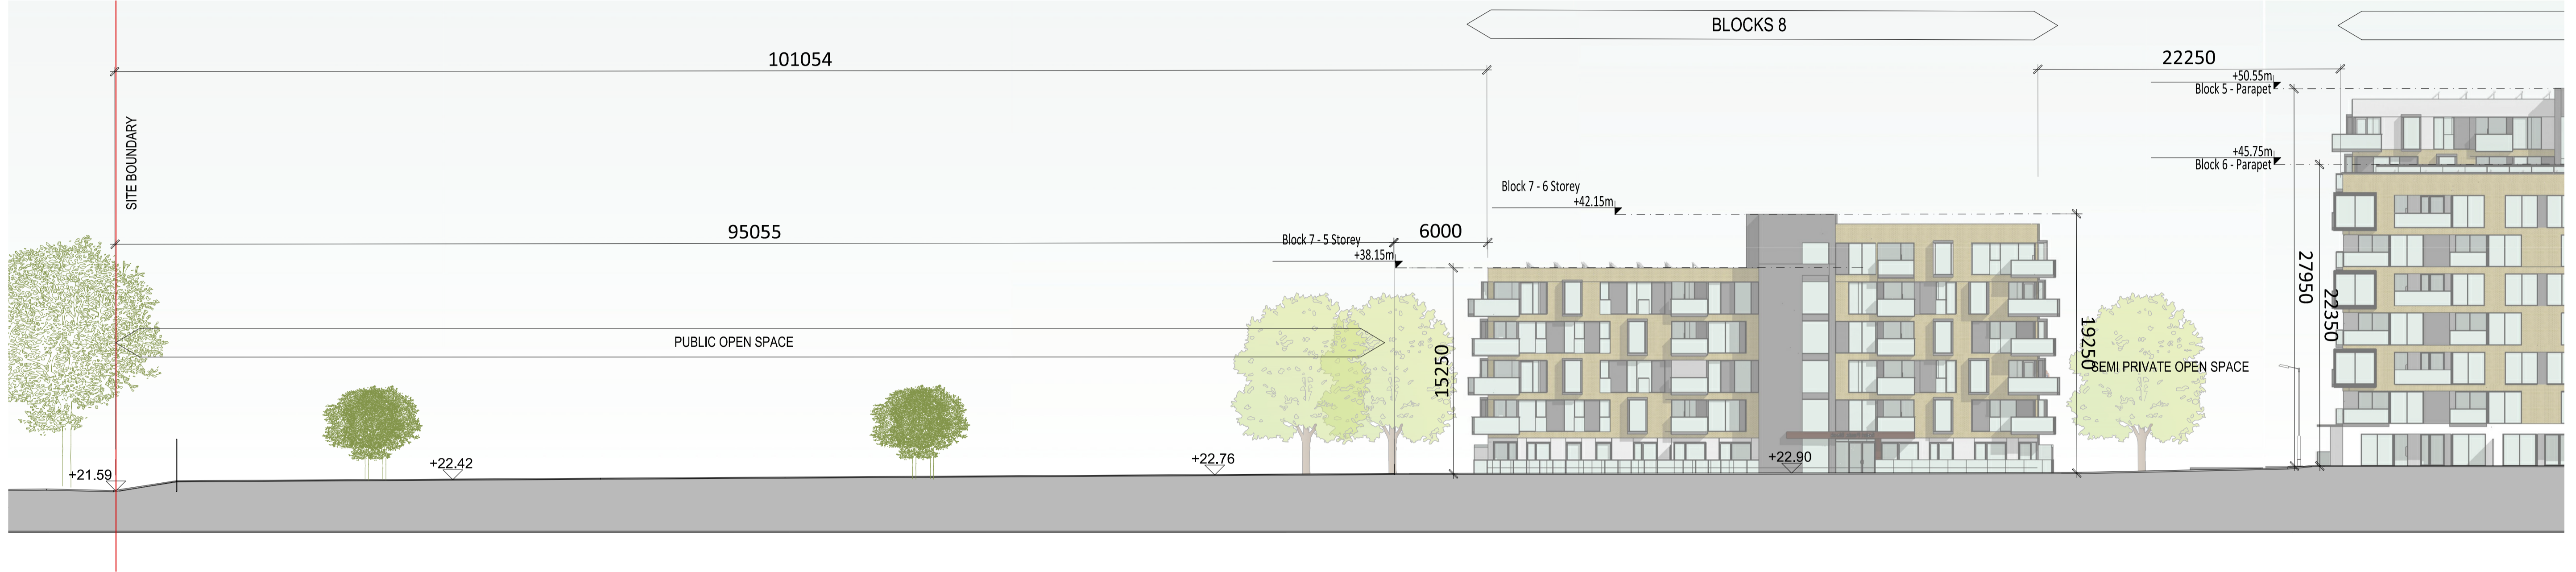 BLOCKS 8
101054
22250
+50.55m
Block 5 - Parapet
SITE BOUNDARY
+45.75m
Block 6 - Parapet
Block 7 - 6 Storey
+42.15m
95055
6000
Block 7 - 5 Storey
+38.15m
27950
22350
PUBLIC OPEN SPACE
15250
19250
SEMI PRIVATE OPEN SPACE
+21.59
+22.42
+22.76
+22.90